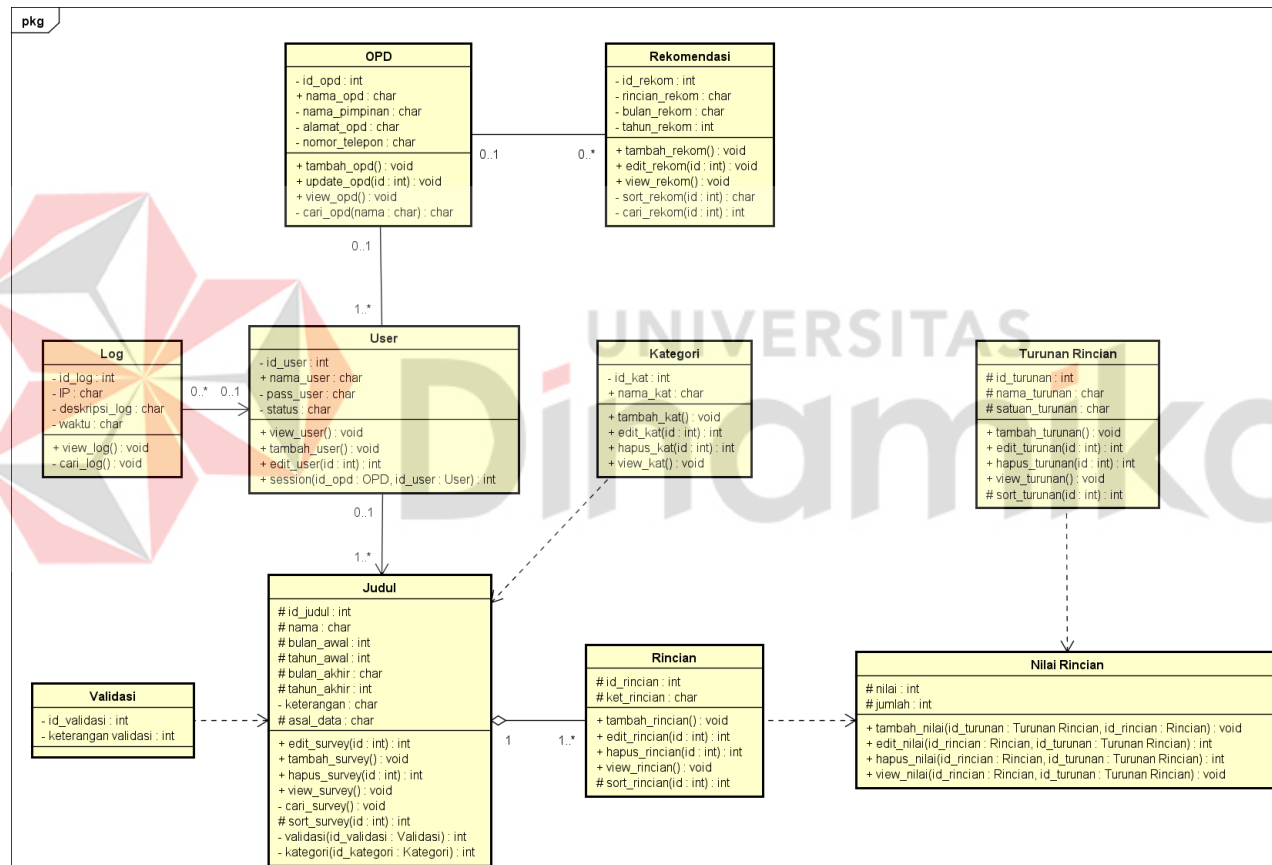 pkg
OPD
- id_opd : int
+ nama_opd : char
- nama_pimpinan : char
- alamat_opd : char
- nomor_telepon : char
+ tambah_opd() : void
+ update_opd(id : int) : void
+ view_opd() : void
- cari_opd(nama : char) : char
Rekomendasi
- id_rekom : int
- rincian_rekom : char
- bulan_rekom : char
- tahun_rekom : int
+ tambah_rekom() : void
+ edit_rekom(id : int) : void
+ view_rekom() : void
- sort_rekom(id : int) : char
- cari_rekom(id : int) : int
0..1
0..*
0..1
1..*
UNIVERSITAS
Dinamika
Log
- id_log : int
- IP : char
- deskripsi_log : char
- waktu : char
+ view_log() : void
- cari_log() : void
0..*
0..1
User
- id_user : int
+ nama_user : char
- pass_user : char
- status : char
+ view_user() : void
+ tambah_user() : void
+ edit_user(id : int) : int
+ session(id_opd : OPD, id_user : User) : int
Kategori
- id_kat : int
+ nama_kat : char
+ tambah_kat() : void
+ edit_kat(id : int) : int
+ hapus_kat(id : int) : int
+ view_kat() : void
Turunan Rincian
# id_turunan : int
# nama_turunan : char
# satuan_turunan : char
+ tambah_turunan() : void
+ edit_turunan(id : int) : int
+ hapus_turunan(id : int) : int
+ view_turunan() : void
# sort_turunan(id : int) : int
0..1
1..*
Judul
# id_judul : int
# nama : char
# bulan_awal : int
# tahun_awal : int
# bulan_akhir : char
# tahun_akhir : int
- keterangan : char
# asal_data : char
+ edit_survey(id : int) : int
+ tambah_survey() : void
+ hapus_survey(id : int) : int
+ view_survey() : void
- cari_survey() : void
# sort_survey(id : int) : int
- validasi(id_validasi : Validasi) : int
- kategori(id_kategori : Kategori) : int
Validasi
- id_validasi : int
- keterangan validasi : int
1
1..*
Rincian
# id_rincian : int
# ket_rincian : char
+ tambah_rincian() : void
+ edit_rincian(id : int) : int
+ hapus_rincian(id : int) : int
+ view_rincian() : void
# sort_rincian(id : int) : int
Nilai Rincian
# nilai : int
# jumlah : int
+ tambah_nilai(id_turunan : Turunan Rincian, id_rincian : Rincian) : void
+ edit_nilai(id_rincian : Rincian, id_turunan : Turunan Rincian) : int
+ hapus_nilai(id_rincian : Rincian, id_turunan : Turunan Rincian) : int
+ view_nilai(id_rincian : Rincian, id_turunan : Turunan Rincian) : void